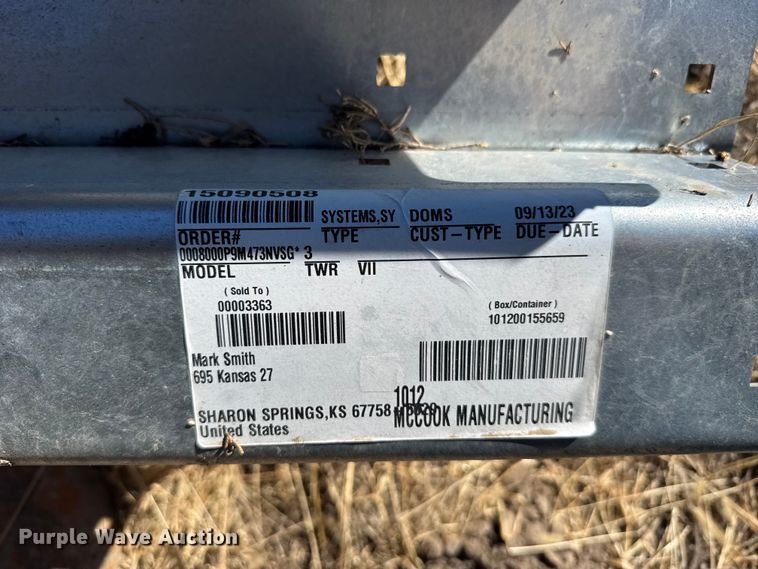 15090508
SYSTEMS,SY DOMS 09/13/23
ORDER# TYPE CUST-TYPE DUE-DATE
0008000P9M473NVSG* 3
MODEL TWR VII
( Sold To ) ( Box/Container )
00003363 101200155659
Mark Smith
695 Kansas 27
1012
SHARON SPRINGS,KS 67758 MCCOOK MANUFACTURING
United States
Purple Wave Auction